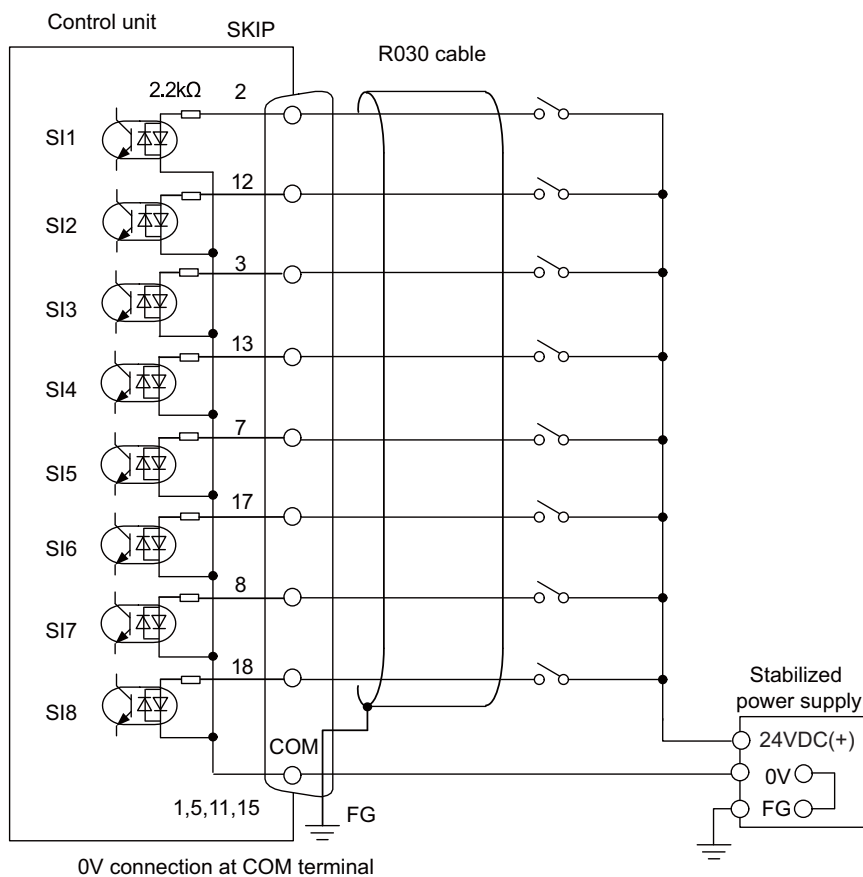 Control unit
SKIP
R030 cable
2.2kΩ
2
SI1
12
SI2
3
SI3
13
SI4
7
SI5
17
SI6
8
SI7
18
SI8
Stabilized
power supply
24VDC(+)
COM
0V
1,5,11,15
FG
FG
0V connection at COM terminal